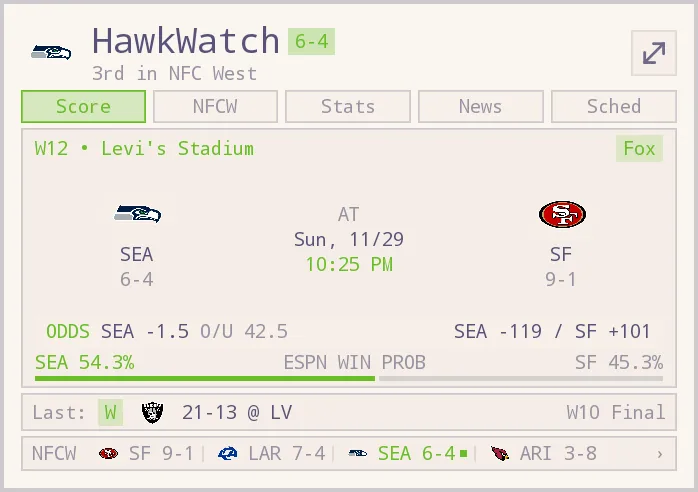 HawkWatch 6-4
3rd in NFC West
Score NFCW Stats News Sched
W12 • Levi's Stadium Fox
AT
Sun, 11/29
10:25 PM
SEA SF
6-4 9-1
ODDS SEA -1.5 O/U 42.5 SEA -119 / SF +101
SEA 54.3% ESPN WIN PROB SF 45.3%
Last: W 21-13 @ LV W10 Final
NFCW SF 9-1 | LAR 7-4 | SEA 6-4 | ARI 3-8 ›